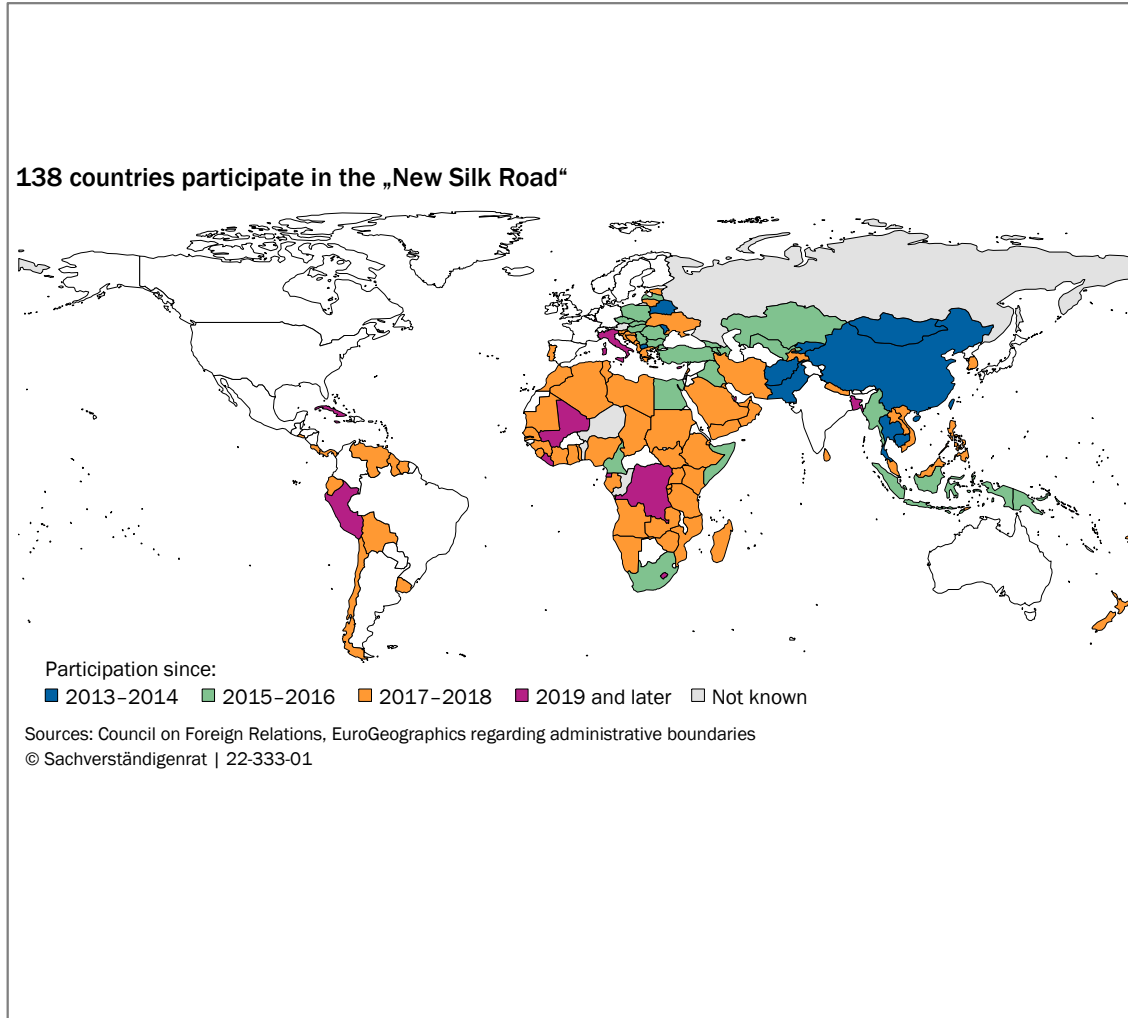 138 countries participate in the „New Silk Road“
Participation since:
2013–2014 2015–2016 2017–2018 2019 and later Not known
Sources: Council on Foreign Relations, EuroGeographics regarding administrative boundaries
© Sachverständigenrat | 22-333-01